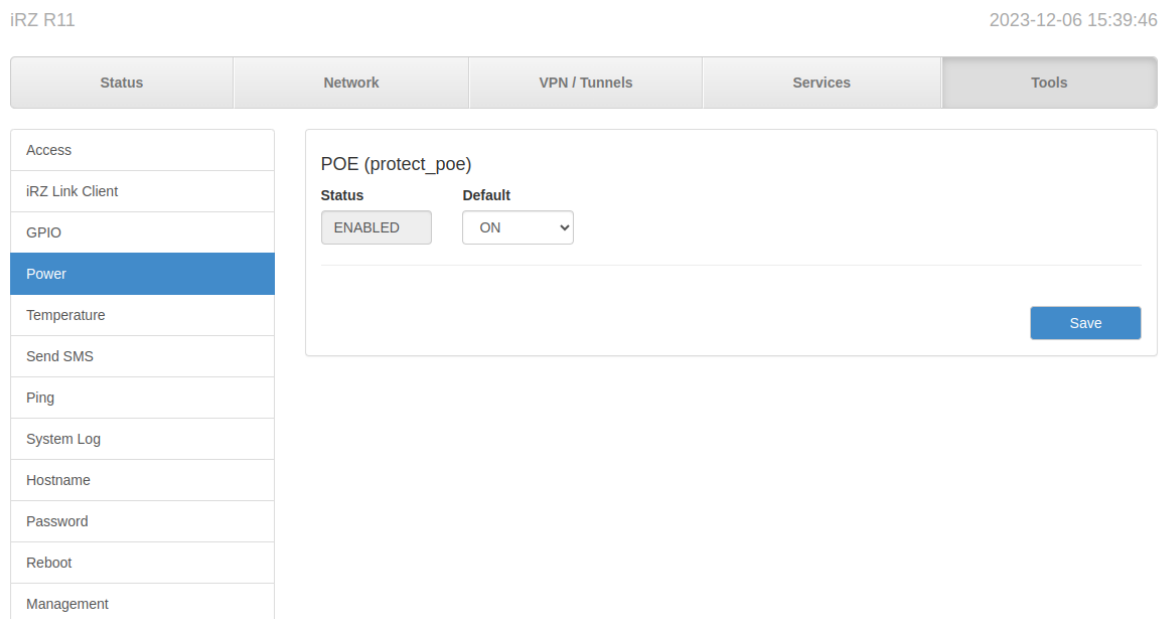 iRZ R11
2023-12-06 15:39:46
Status
Network
VPN / Tunnels
Services
Tools
Access
iRZ Link Client
GPIO
Power
Temperature
Send SMS
Ping
System Log
Hostname
Password
Reboot
Management
POE (protect_poe)
Status
Default
ENABLED
ON
Save